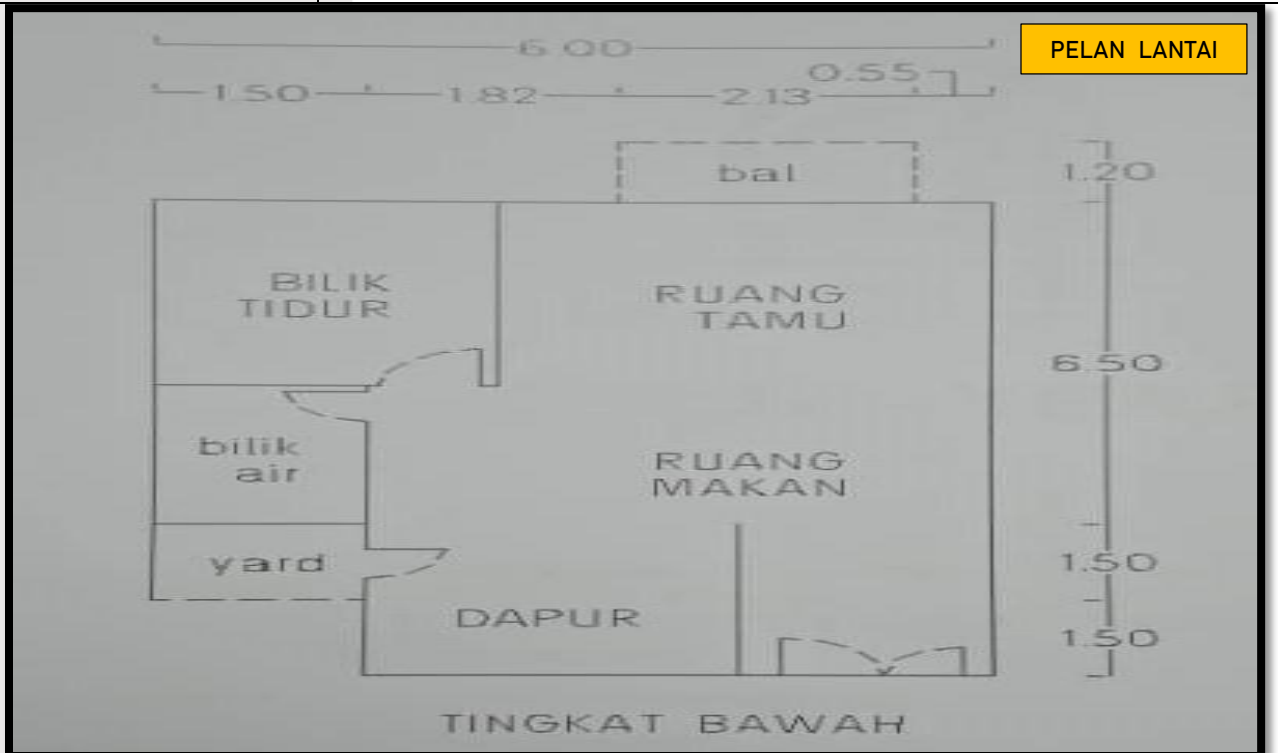 PELAN LANTAI
6.00
0.55
1.50
1.82
2.13
bal
1.20
BILIK
TIDUR
RUANG
TAMU
6.50
bilik
air
RUANG
MAKAN
yard
1.50
DAPUR
1.50
TINGKAT BAWAH